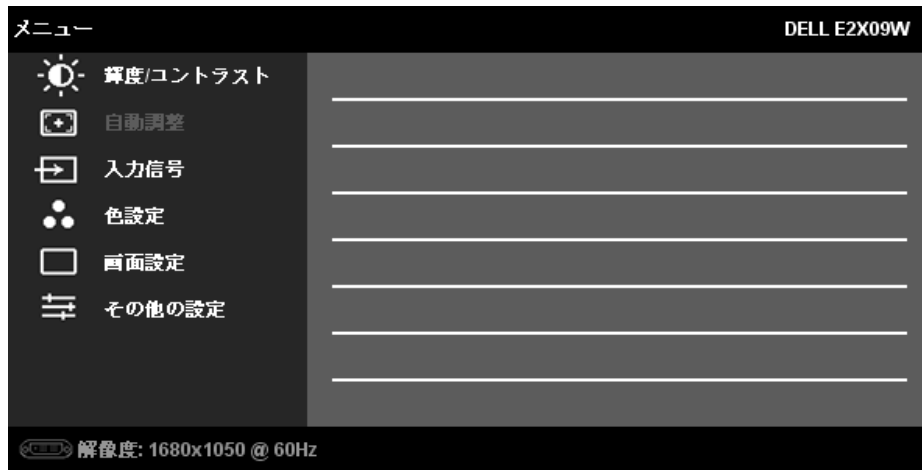 メニュー
DELL E2X09W
輝度/コントラスト
自動調整
入力信号
色設定
画面設定
その他の設定
解像度: 1680x1050 @ 60Hz